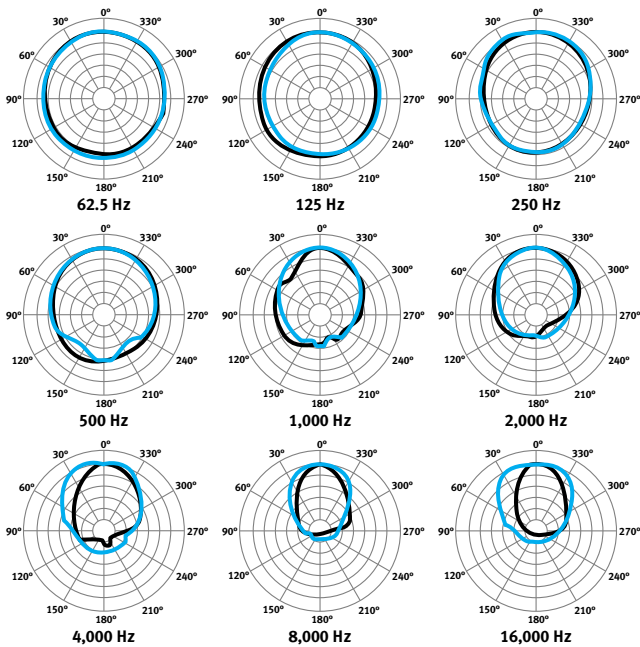 0° 0° 0°
30° 330° 30° 330° 30° 330°
60° 300° 60° 300° 60° 300°
90° 270° 90° 270° 90° 270°
120° 240° 120° 240° 120° 240°
150° 210° 150° 210° 150° 210°
180° 180° 180°
62.5 Hz 125 Hz 250 Hz
0° 0° 0°
30° 330° 30° 330° 30° 330°
60° 300° 60° 300° 60° 300°
90° 270° 90° 270° 90° 270°
120° 240° 120° 240° 120° 240°
150° 210° 150° 210° 150° 210°
180° 180° 180°
500 Hz 1,000 Hz 2,000 Hz
0° 0° 0°
30° 330° 30° 330° 30° 330°
60° 300° 60° 300° 60° 300°
90° 270° 90° 270° 90° 270°
120° 240° 120° 240° 120° 240°
150° 210° 150° 210° 150° 210°
180° 180° 180°
4,000 Hz 8,000 Hz 16,000 Hz